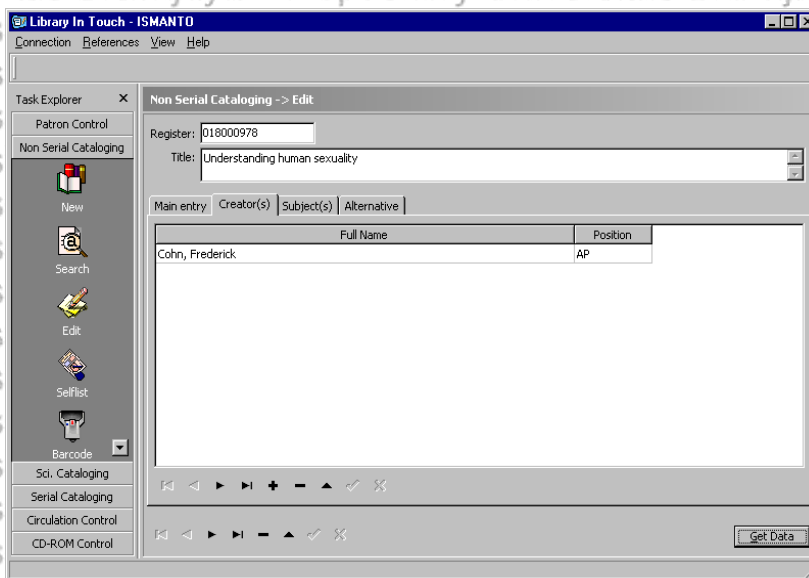 Library In Touch - ISMANTO
Connection References View Help
Task Explorer
Patron Control
Non Serial Cataloging
New
Search
Edit
Selflist
Barcode
Sci. Cataloging
Serial Cataloging
Circulation Control
CD-ROM Control
Non Serial Cataloging -> Edit
Register: 018000978
Title: Understanding human sexuality
Main entry Creator(s) Subject(s) Alternative
Full Name Position
Cohn, Frederick AP
Get Data